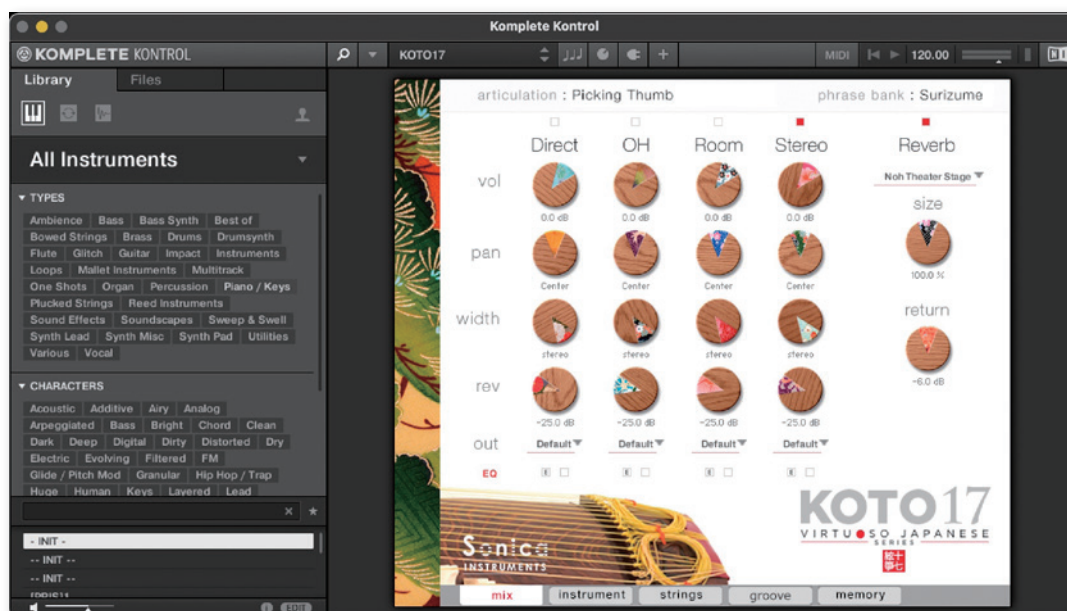 Komplete Kontrol
KOMPLETE KONTROL
KOTO17
MIDI
120.00
Library Files
All Instruments
TYPES
Ambience Bass Bass Synth Best of
Bowed Strings Brass Drums Drumsynth
Flute Glitch Guitar Impact Instruments
Loops Mallet Instruments Multitrack
One Shots Organ Percussion Piano / Keys
Plucked Strings Reed Instruments
Sound Effects Soundscapes Sweep & Swell
Synth Lead Synth Misc Synth Pad Utilities
Various Vocal
CHARACTERS
Acoustic Additive Airy Analog
Arpeggiated Bass Bright Chord Clean
Dark Deep Digital Dirty Distorted Dry
Electric Evolving Filtered FM
Glide / Pitch Mod Granular Hip Hop / Trap
Huge Human Keys Layered Lead
- INIT -
-- INIT --
-- INIT --
EDIT
articulation : Picking Thumb phrase bank : Surizume
Direct OH Room Stereo Reverb
Noh Theater Stage
vol
0.0 dB 0.0 dB 0.0 dB 0.0 dB
size
100.0 %
pan
Center Center Center Center
return
-6.0 dB
width
stereo stereo stereo stereo
rev
-25.0 dB -25.0 dB -25.0 dB -25.0 dB
out Default Default Default Default
EQ
KOTO 17
VIRTUOSO JAPANESE
SERIES
十七
絵箏
Sonica
INSTRUMENTS
mix instrument strings groove memory